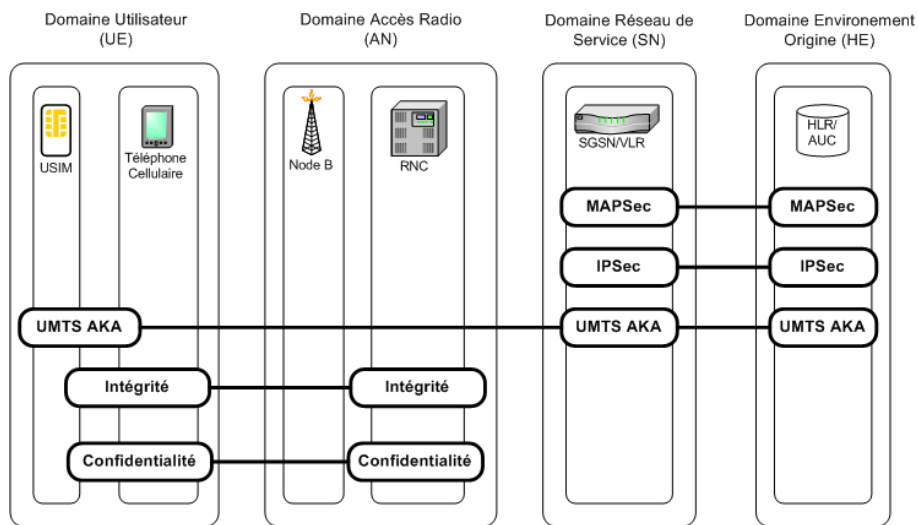 Domaine Utilisateur
(UE)
Domaine Accès Radio
(AN)
Domaine Réseau de
Service (SN)
Domaine Environement
Origine (HE)
USIM
Téléphone
Cellulaire
Node B
RNC
SGSN/VLR
HLR/
AUC
MAPSec
MAPSec
IPSec
IPSec
UMTS AKA
UMTS AKA
UMTS AKA
Intégrité
Intégrité
Confidentialité
Confidentialité